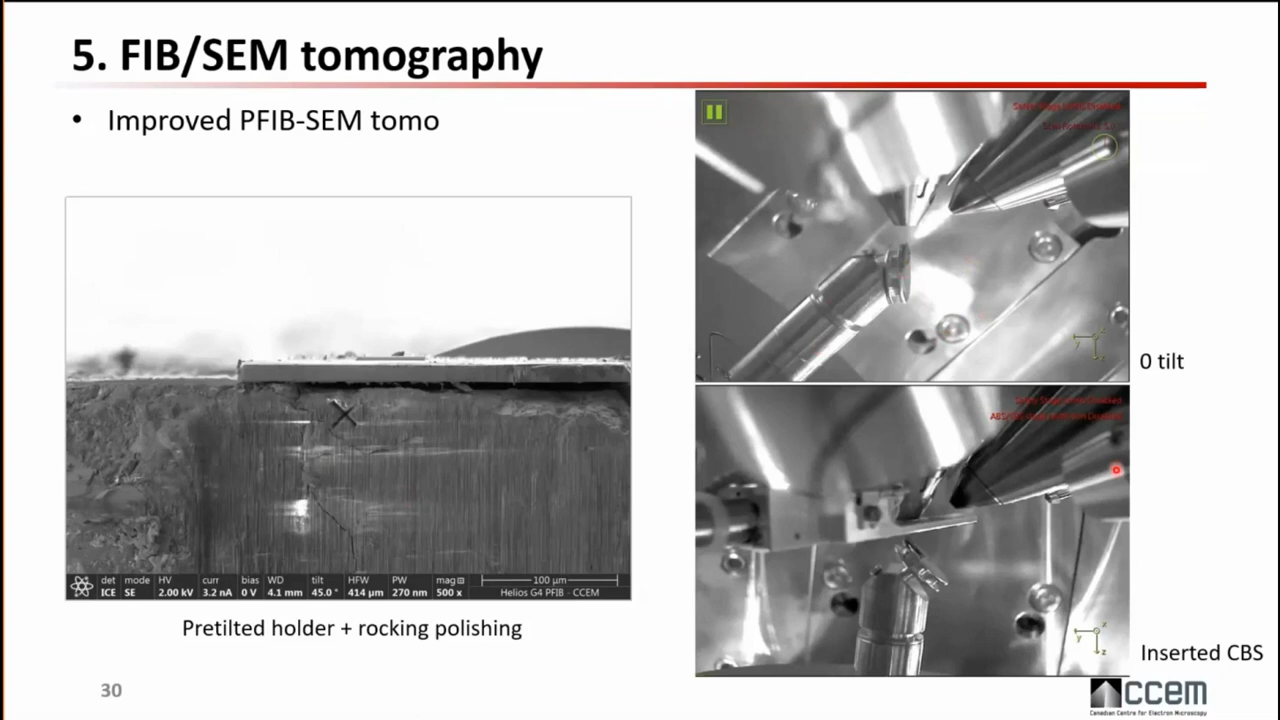 5. FIB/SEM tomography
• Improved PFIB-SEM tomo
det mode HV curr bias WD tilt HFW PW mag 100 μm
ICE SE 2.00 kV 3.2 nA 0 V 4.1 mm 45.0 ° 414 μm 270 nm 500 x Helios G4 PFIB - CCEM
Pretilted holder + rocking polishing
0 tilt
y
z
x
y
z
Inserted CBS
30
ccem
Canadian Centre for Electron Microscopy